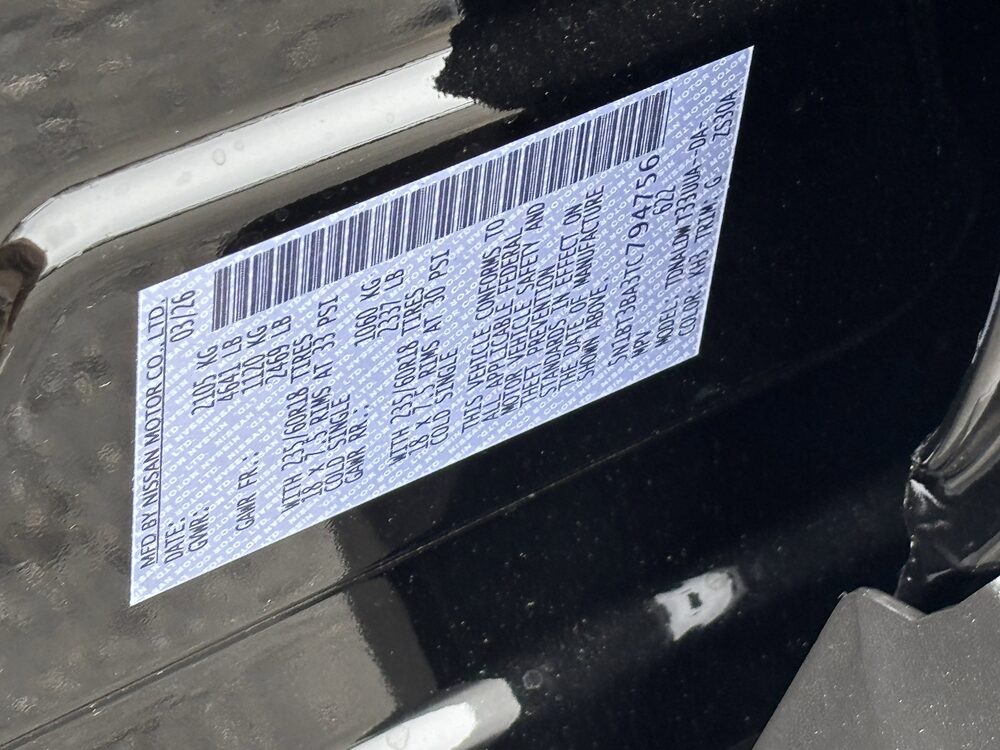 MFD BY NISSAN MOTOR CO.,LTD.
DATE: 03/26
GVWR: 2105 KG
4641 LB
GAWR FR.: 1120 KG
2469 LB
WITH 235/60R18 TIRES
18 X 7.5 RIMS AT 33 PSI
COLD SINGLE
GAWR RR.: 1060 KG
2337 LB
WITH 235/60R18 TIRES
18 X 7.5 RIMS AT 30 PSI
COLD SINGLE
THIS VEHICLE CONFORMS TO
ALL APPLICABLE FEDERAL
MOTOR VEHICLE SAFETY AND
THEFT PREVENTION
STANDARDS IN EFFECT ON
THE DATE OF MANUFACTURE
SHOWN ABOVE.
5N1BT3BA3TC794756
MPV 622
MODEL:
COLOR KH3 TRIM G